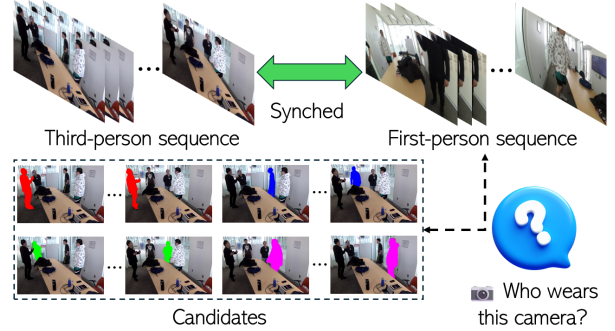 Synched
Third-person sequence
First-person sequence
Candidates
Who wears
this camera?